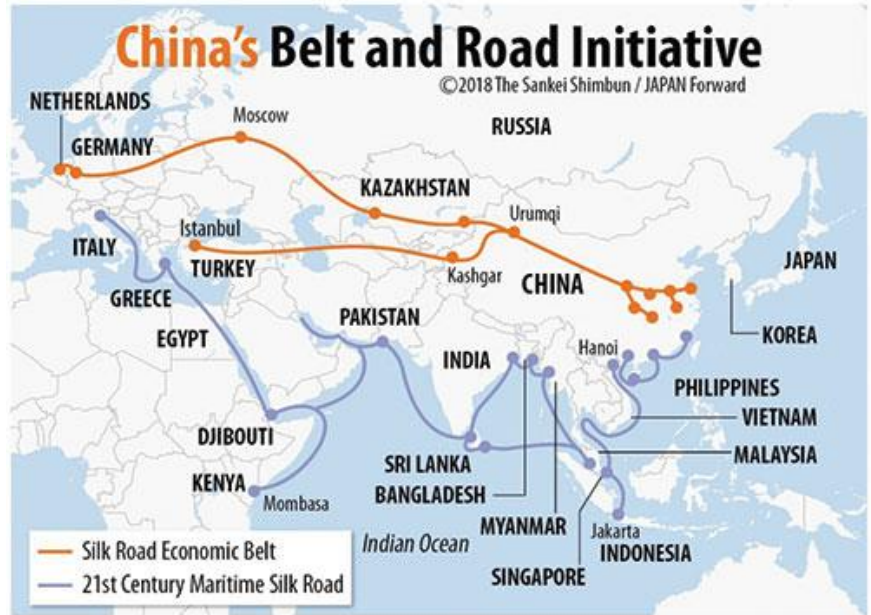 China's Belt and Road Initiative
©2018 The Sankei Shimbun / JAPAN Forward
NETHERLANDS
Moscow
RUSSIA
GERMANY
KAZAKHSTAN
Urumqi
Istanbul
ITALY
JAPAN
TURKEY
Kashgar
CHINA
GREECE
PAKISTAN
KOREA
EGYPT
INDIA
Hanoi
PHILIPPINES
VIETNAM
DJIBOUTI
MALAYSIA
SRI LANKA
KENYA
Mombasa
BANGLADESH
MYANMAR
Jakarta
Indian Ocean
INDONESIA
SINGAPORE
Silk Road Economic Belt
21st Century Maritime Silk Road